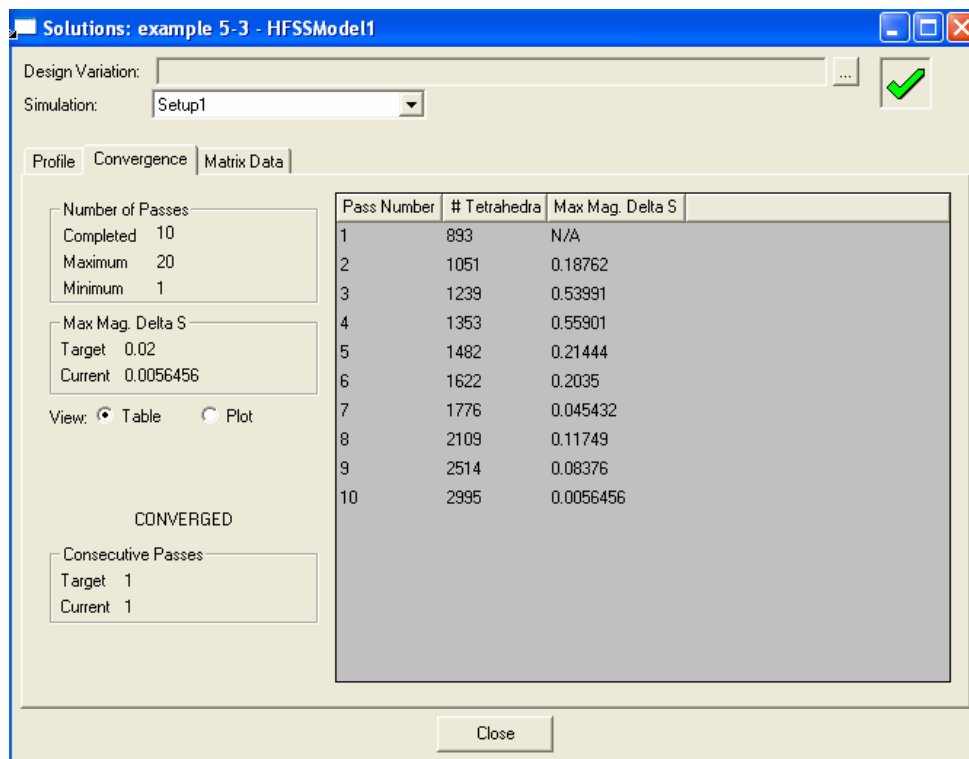 Solutions: example 5-3 - HFSSModel1
Design Variation:
...
Simulation: Setup1
Profile Convergence Matrix Data
Number of Passes
Completed 10
Maximum 20
Minimum 1
Max Mag. Delta S
Target 0.02
Current 0.0056456
View: Table Plot
CONVERGED
Consecutive Passes
Target 1
Current 1
Pass Number # Tetrahedra Max Mag. Delta S
1 893 N/A
2 1051 0.18762
3 1239 0.53991
4 1353 0.55901
5 1482 0.21444
6 1622 0.2035
7 1776 0.045432
8 2109 0.11749
9 2514 0.08376
10 2995 0.0056456
Close